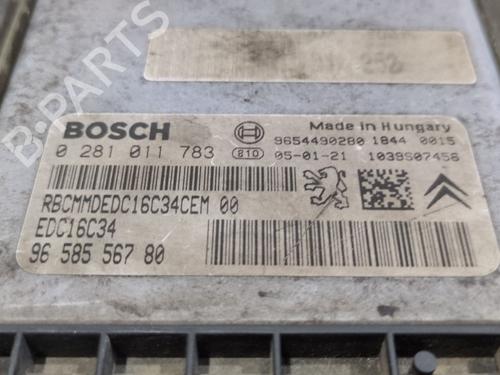 BOSCH
Made in Hungary
0 281 011 783
810
9654490280 1844 0015
05-01-21 1039S07456
RBCMMDEDC16C34CEM 00
EDC16C34
96 585 567 80
B-PARTS